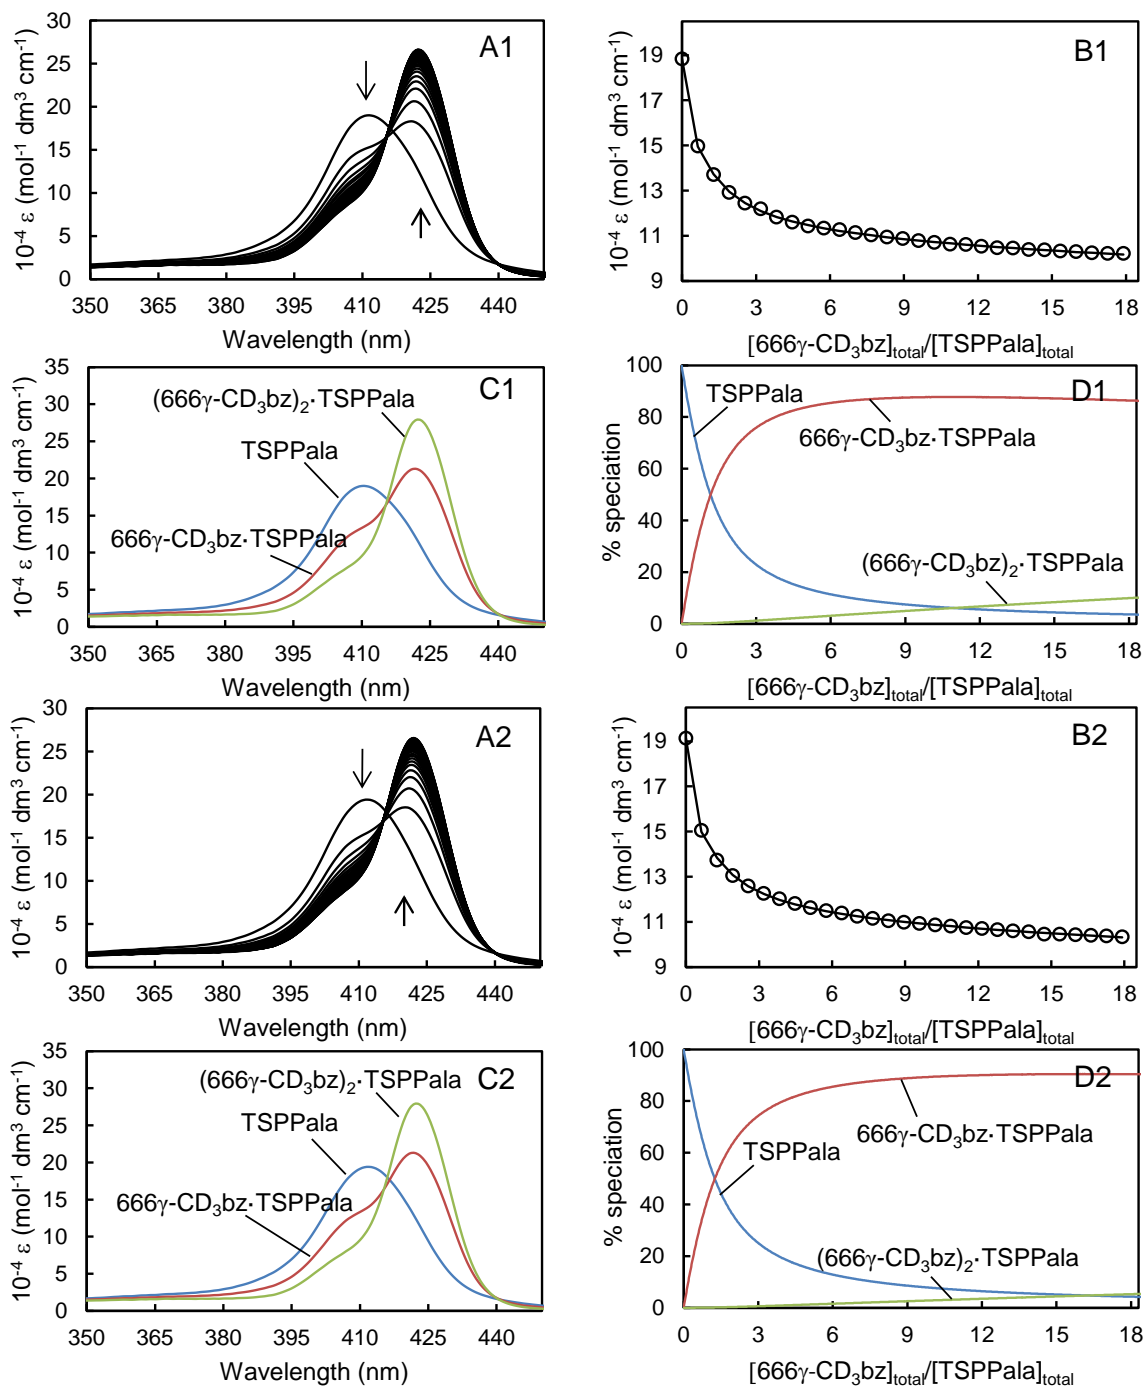 A1
10⁻⁴ ε (mol⁻¹ dm³ cm⁻¹)
30
25
20
15
10
5
0
350 365 380 395 410 425 440
Wavelength (nm)
B1
10⁻⁴ ε (mol⁻¹ dm³ cm⁻¹)
19
17
15
13
11
9
0 3 6 9 12 15 18
[666γ-CD₃bz]total/[TSPPala]total
C1
10⁻⁴ ε (mol⁻¹ dm³ cm⁻¹)
35
30
25
20
15
10
5
0
(666γ-CD₃bz)₂·TSPPala
TSPPala
666γ-CD₃bz·TSPPala
350 365 380 395 410 425 440
Wavelength (nm)
D1
% speciation
100
80
60
40
20
0
TSPPala
666γ-CD₃bz·TSPPala
(666γ-CD₃bz)₂·TSPPala
0 3 6 9 12 15 18
[666γ-CD₃bz]total/[TSPPala]total
A2
10⁻⁴ ε (mol⁻¹ dm³ cm⁻¹)
30
25
20
15
10
5
0
350 365 380 395 410 425 440
Wavelength (nm)
B2
10⁻⁴ ε (mol⁻¹ dm³ cm⁻¹)
19
17
15
13
11
9
0 3 6 9 12 15 18
[666γ-CD₃bz]total/[TSPPala]total
C2
10⁻⁴ ε (mol⁻¹ dm³ cm⁻¹)
35
30
25
20
15
10
5
0
(666γ-CD₃bz)₂·TSPPala
TSPPala
666γ-CD₃bz·TSPPala
350 365 380 395 410 425 440
Wavelength (nm)
D2
% speciation
100
80
60
40
20
0
666γ-CD₃bz·TSPPala
TSPPala
(666γ-CD₃bz)₂·TSPPala
0 3 6 9 12 15 18
[666γ-CD₃bz]total/[TSPPala]total